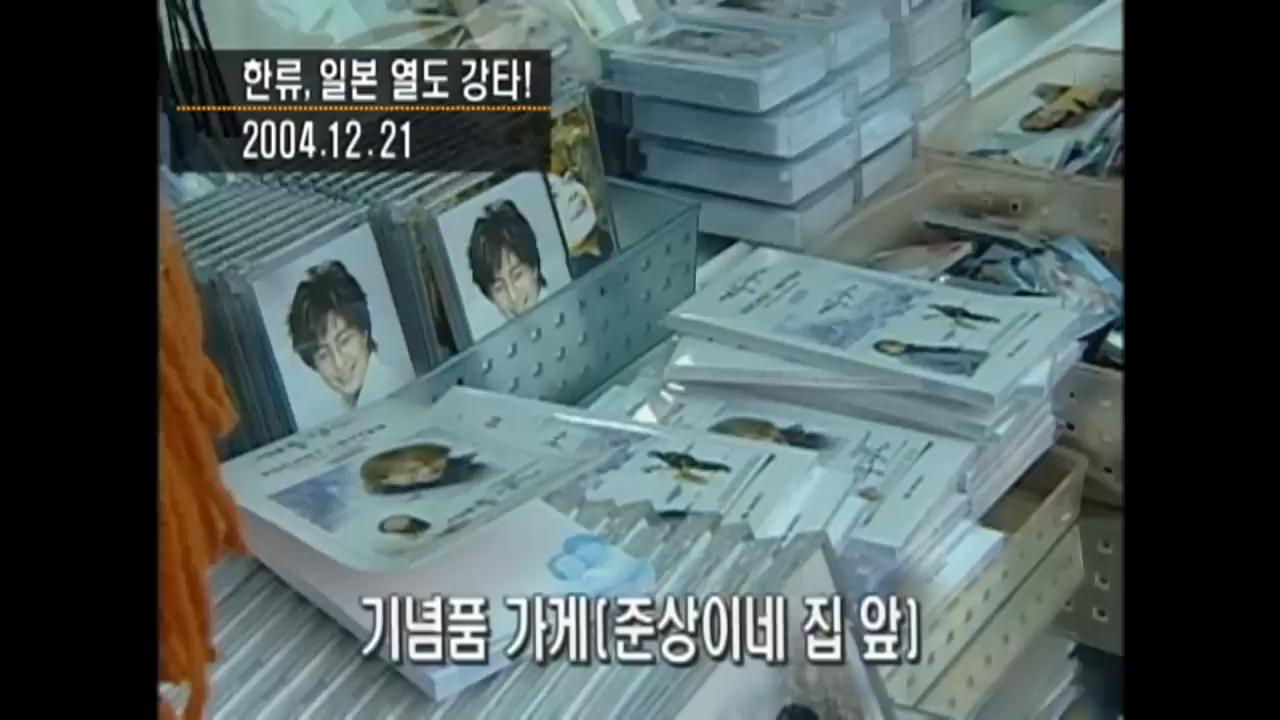 한류, 일본 열도 강타!
2004.12.21
기념품 가게(준상이네 집 앞)